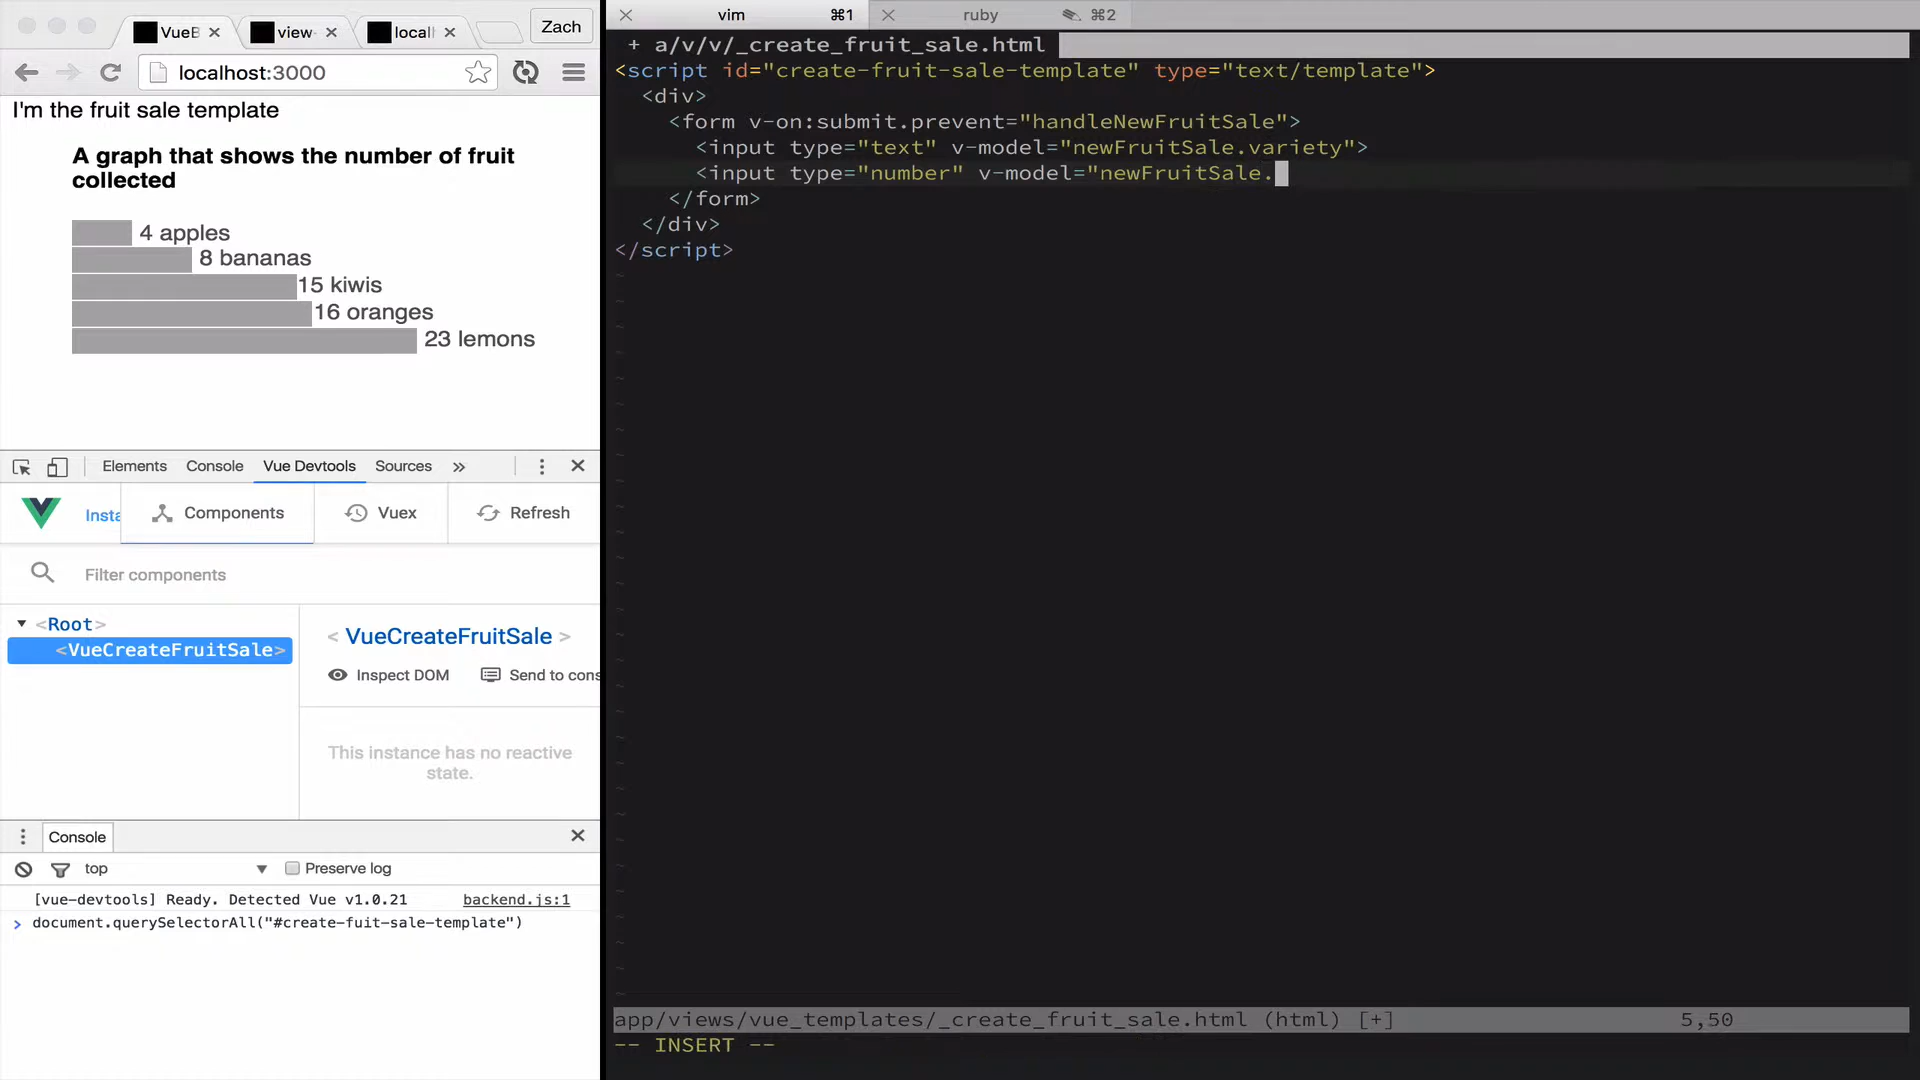 VueB
view-
local
Zach
localhost:3000
I'm the fruit sale template
A graph that shows the number of fruit
collected
4 apples
8 bananas
15 kiwis
16 oranges
23 lemons
Elements Console Vue Devtools Sources »
Insta Components Vuex Refresh
Filter components
<Root>
<VueCreateFruitSale>
< VueCreateFruitSale >
Inspect DOM Send to cons
This instance has no reactive
state.
Console
top Preserve log
[vue-devtools] Ready. Detected Vue v1.0.21 backend.js:1
> document.querySelectorAll("#create-fuit-sale-template")
vim ⌘1 ruby ⌘2
+ a/v/v/_create_fruit_sale.html
<script id="create-fruit-sale-template" type="text/template">
<div>
<form v-on:submit.prevent="handleNewFruitSale">
<input type="text" v-model="newFruitSale.variety">
<input type="number" v-model="newFruitSale.
</form>
</div>
</script>
app/views/vue_templates/_create_fruit_sale.html (html) [+] 5,50
-- INSERT --